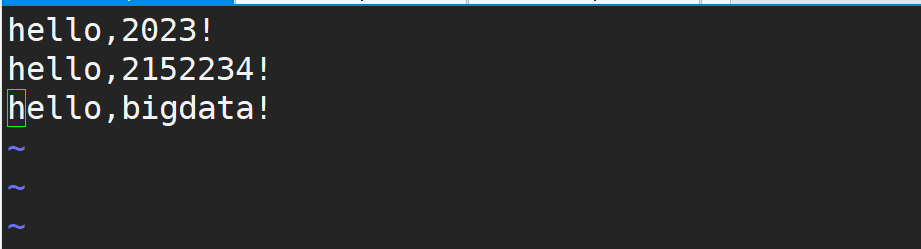 hello,2023!
hello,2152234!
hello,bigdata!
~
~
~